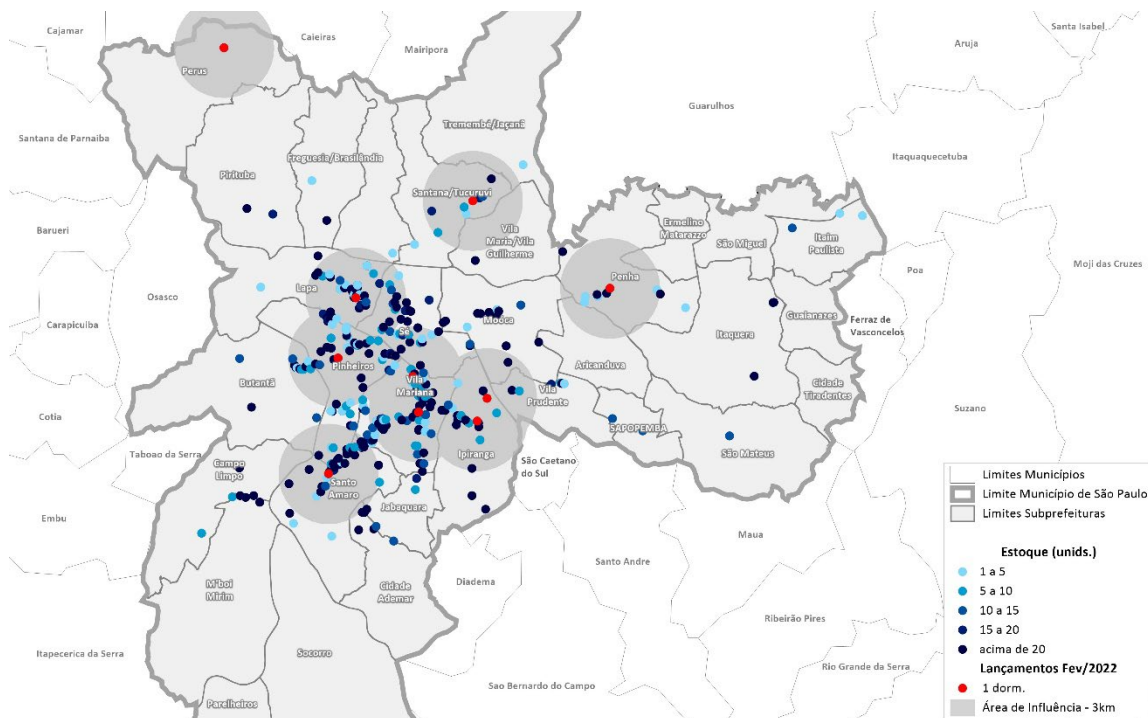 Cajamar
Caieiras
Mairipora
Aruja
Santa Isabel
Perus
Guarulhos
Santana de Parnaiba
Tremembé/Jaçanã
Freguesia/Brasilândia
Itaquaquecetuba
Pirituba
Santana/Tucuruvi
Barueri
Vila
Maria/Vila
Guilherme
Ermelino
Matarazzo
São Miguel
Itaim
Paulista
Poa
Moji das Cruzes
Osasco
Lapa
Penha
Carapicuiba
Sé
Mooca
Itaquera
Guaianazes
Ferraz de
Vasconcelos
Pinheiros
Butantã
Vila
Mariana
Aricanduva
Vila
Prudente
Cidade
Tiradentes
Cotia
Suzano
SAPOPEMBA
São Mateus
Taboao da Serra
Ipiranga
São Caetano
do Sul
Campo
Limpo
Santo
Amaro
Jabaquara
Embu
Maua
Santo Andre
Diadema
M'boi
Mirim
Cidade
Ademar
Ribeirão Pires
Itapecerica da Serra
Socorro
Rio Grande da Serra
Sao Bernardo do Campo
Parelheiros
Limites Municípios
Limite Município de São Paulo
Limites Subprefeituras
Estoque (unids.)
1 a 5
5 a 10
10 a 15
15 a 20
acima de 20
Lançamentos Fev/2022
1 dorm.
Área de Influência - 3km